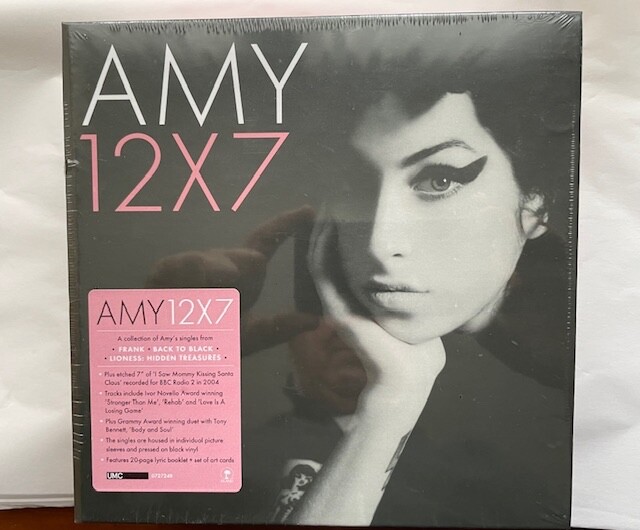 AMY
12X7
AMY12X7
A collection of Amy's singles from
• FRANK • BACK TO BLACK •
• LIONESS: HIDDEN TREASURES •
• Plus etched 7" of 'I Saw Mommy Kissing Santa
Claus' recorded for BBC Radio 2 in 2004
• Tracks include Ivor Novello Award winning
'Stronger Than Me', 'Rehab' and 'Love Is A
Losing Game'
• Plus Grammy Award winning duet with Tony
Bennett, 'Body and Soul'
• The singles are housed in individual picture
sleeves and pressed on black vinyl
• Features 20-page lyric booklet + set of art cards
UMC